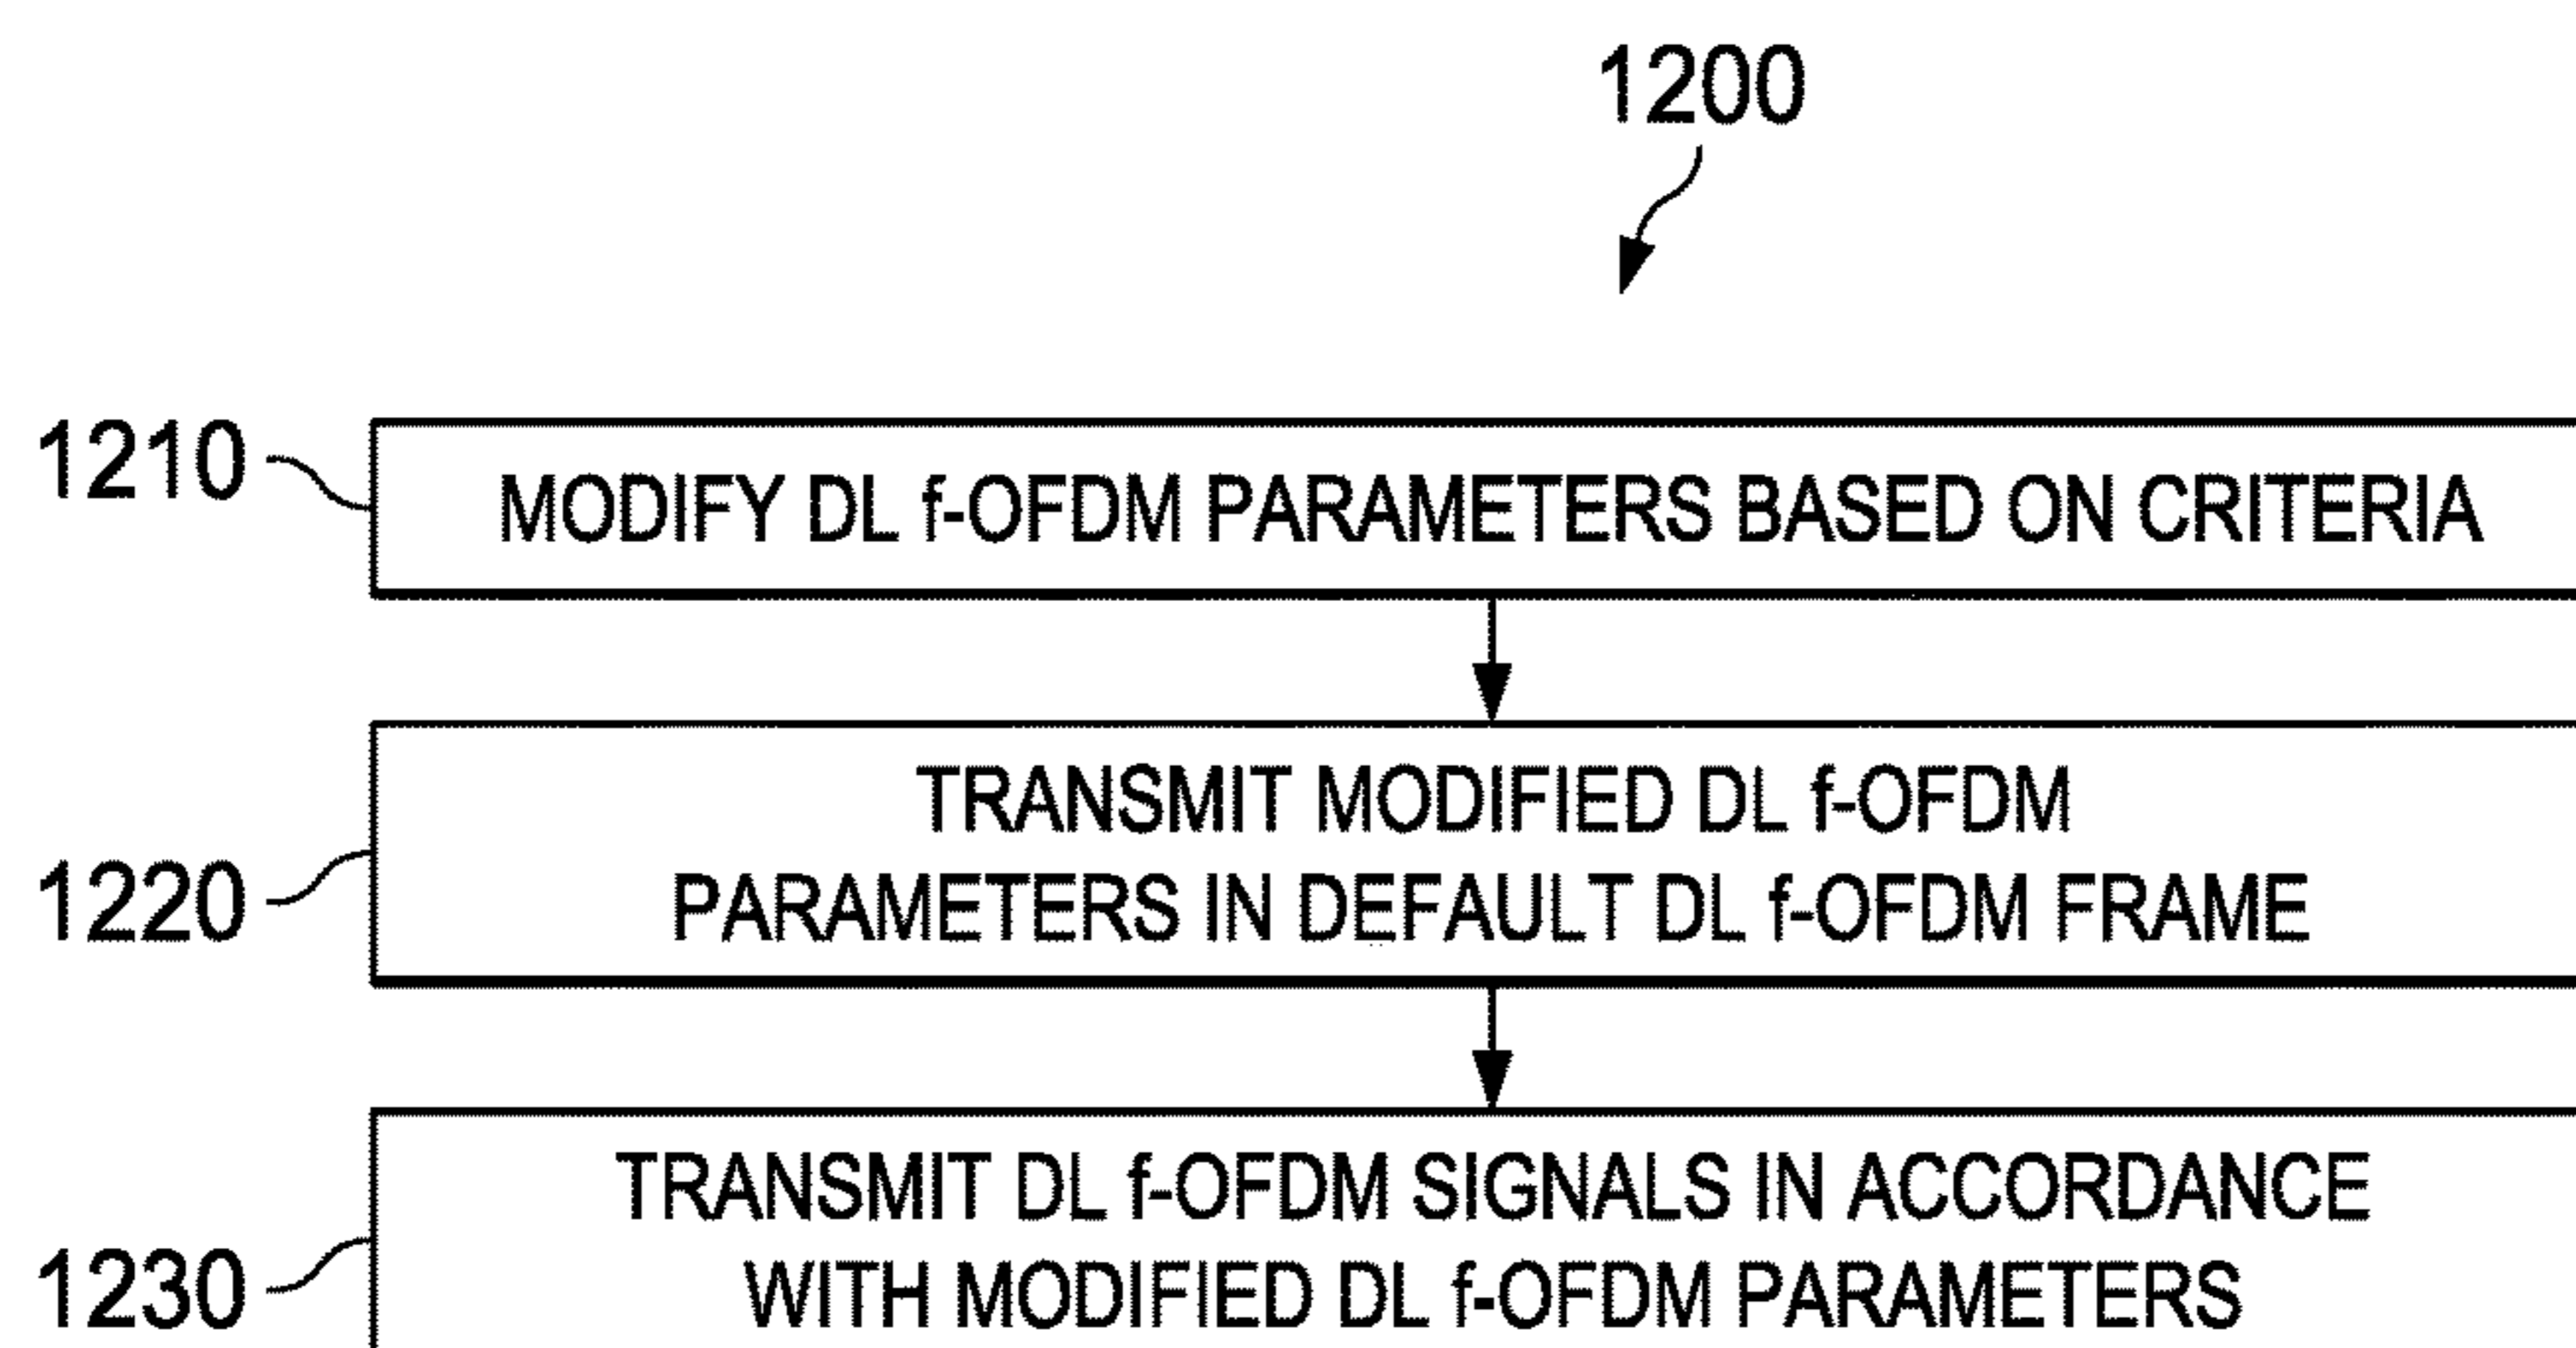 1200
1210
MODIFY DL f-OFDM PARAMETERS BASED ON CRITERIA
1220
TRANSMIT MODIFIED DL f-OFDM
PARAMETERS IN DEFAULT DL f-OFDM FRAME
1230
TRANSMIT DL f-OFDM SIGNALS IN ACCORDANCE
WITH MODIFIED DL f-OFDM PARAMETERS